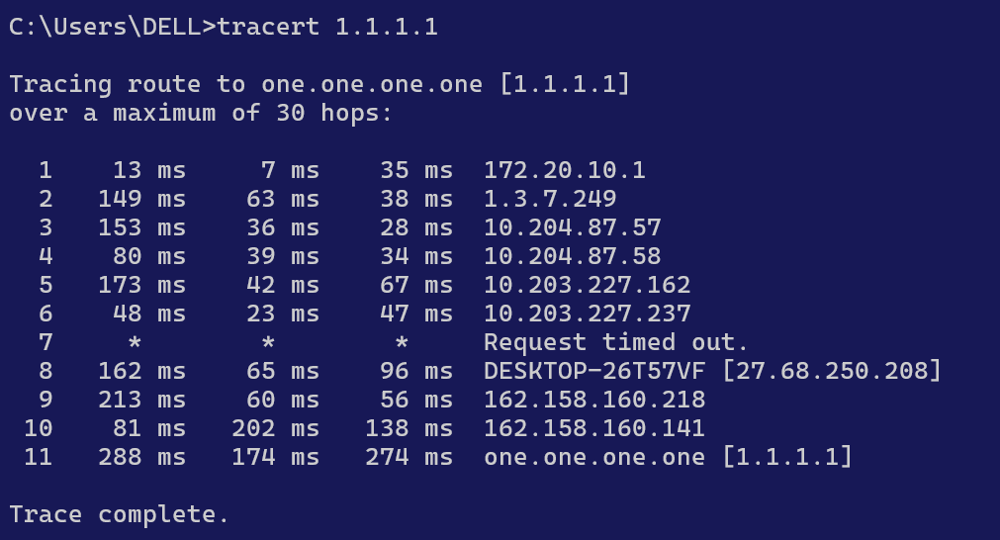 C:\Users\DELL>tracert 1.1.1.1
Tracing route to one.one.one.one [1.1.1.1]
over a maximum of 30 hops:
1 13 ms 7 ms 35 ms 172.20.10.1
2 149 ms 63 ms 38 ms 1.3.7.249
3 153 ms 36 ms 28 ms 10.204.87.57
4 80 ms 39 ms 34 ms 10.204.87.58
5 173 ms 42 ms 67 ms 10.203.227.162
6 48 ms 23 ms 47 ms 10.203.227.237
7 * * * Request timed out.
8 162 ms 65 ms 96 ms DESKTOP-26T57VF [27.68.250.208]
9 213 ms 60 ms 56 ms 162.158.160.218
10 81 ms 202 ms 138 ms 162.158.160.141
11 288 ms 174 ms 274 ms one.one.one.one [1.1.1.1]
Trace complete.